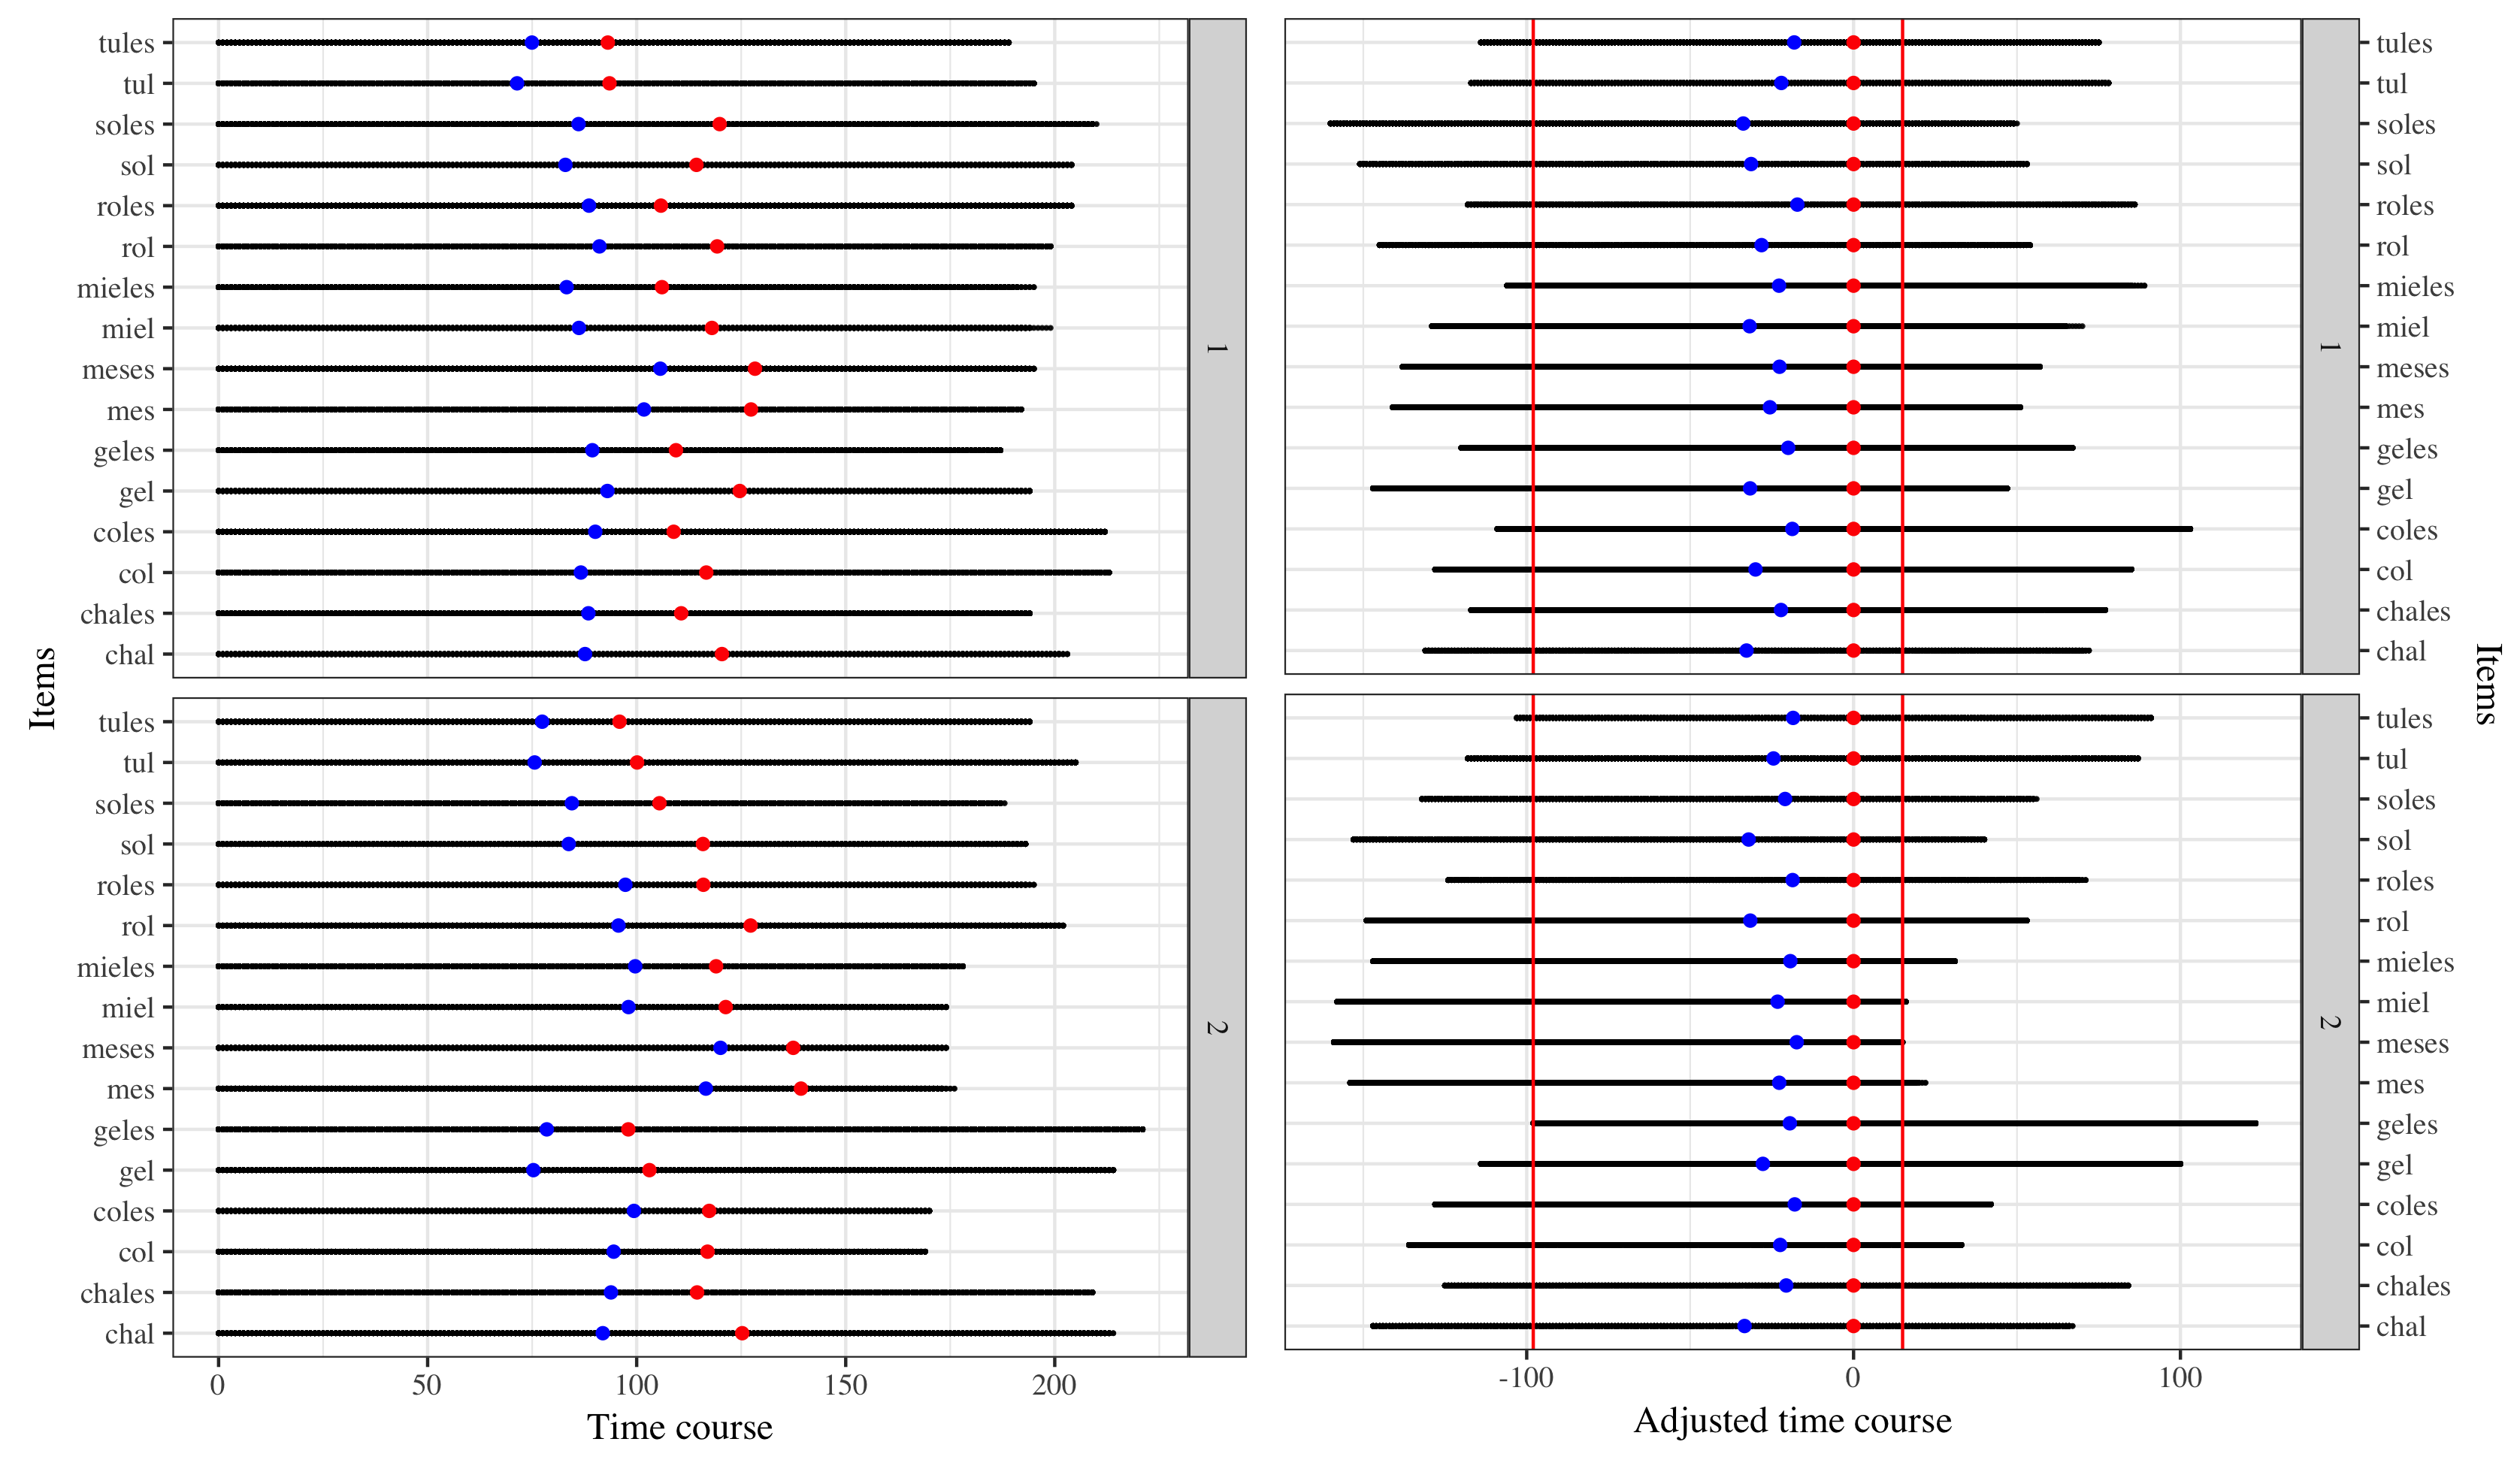 Items
tules
tul
soles
sol
roles
rol
mieles
miel
meses
mes
geles
gel
coles
col
chales
chal
1
tules
tul
soles
sol
roles
rol
mieles
miel
meses
mes
geles
gel
coles
col
chales
chal
2
0 50 100 150 200
Time course
tules
tul
soles
sol
roles
rol
mieles
miel
meses
mes
geles
gel
coles
col
chales
chal
1
tules
tul
soles
sol
roles
rol
mieles
miel
meses
mes
geles
gel
coles
col
chales
chal
2
-100 0 100
Adjusted time course
Items